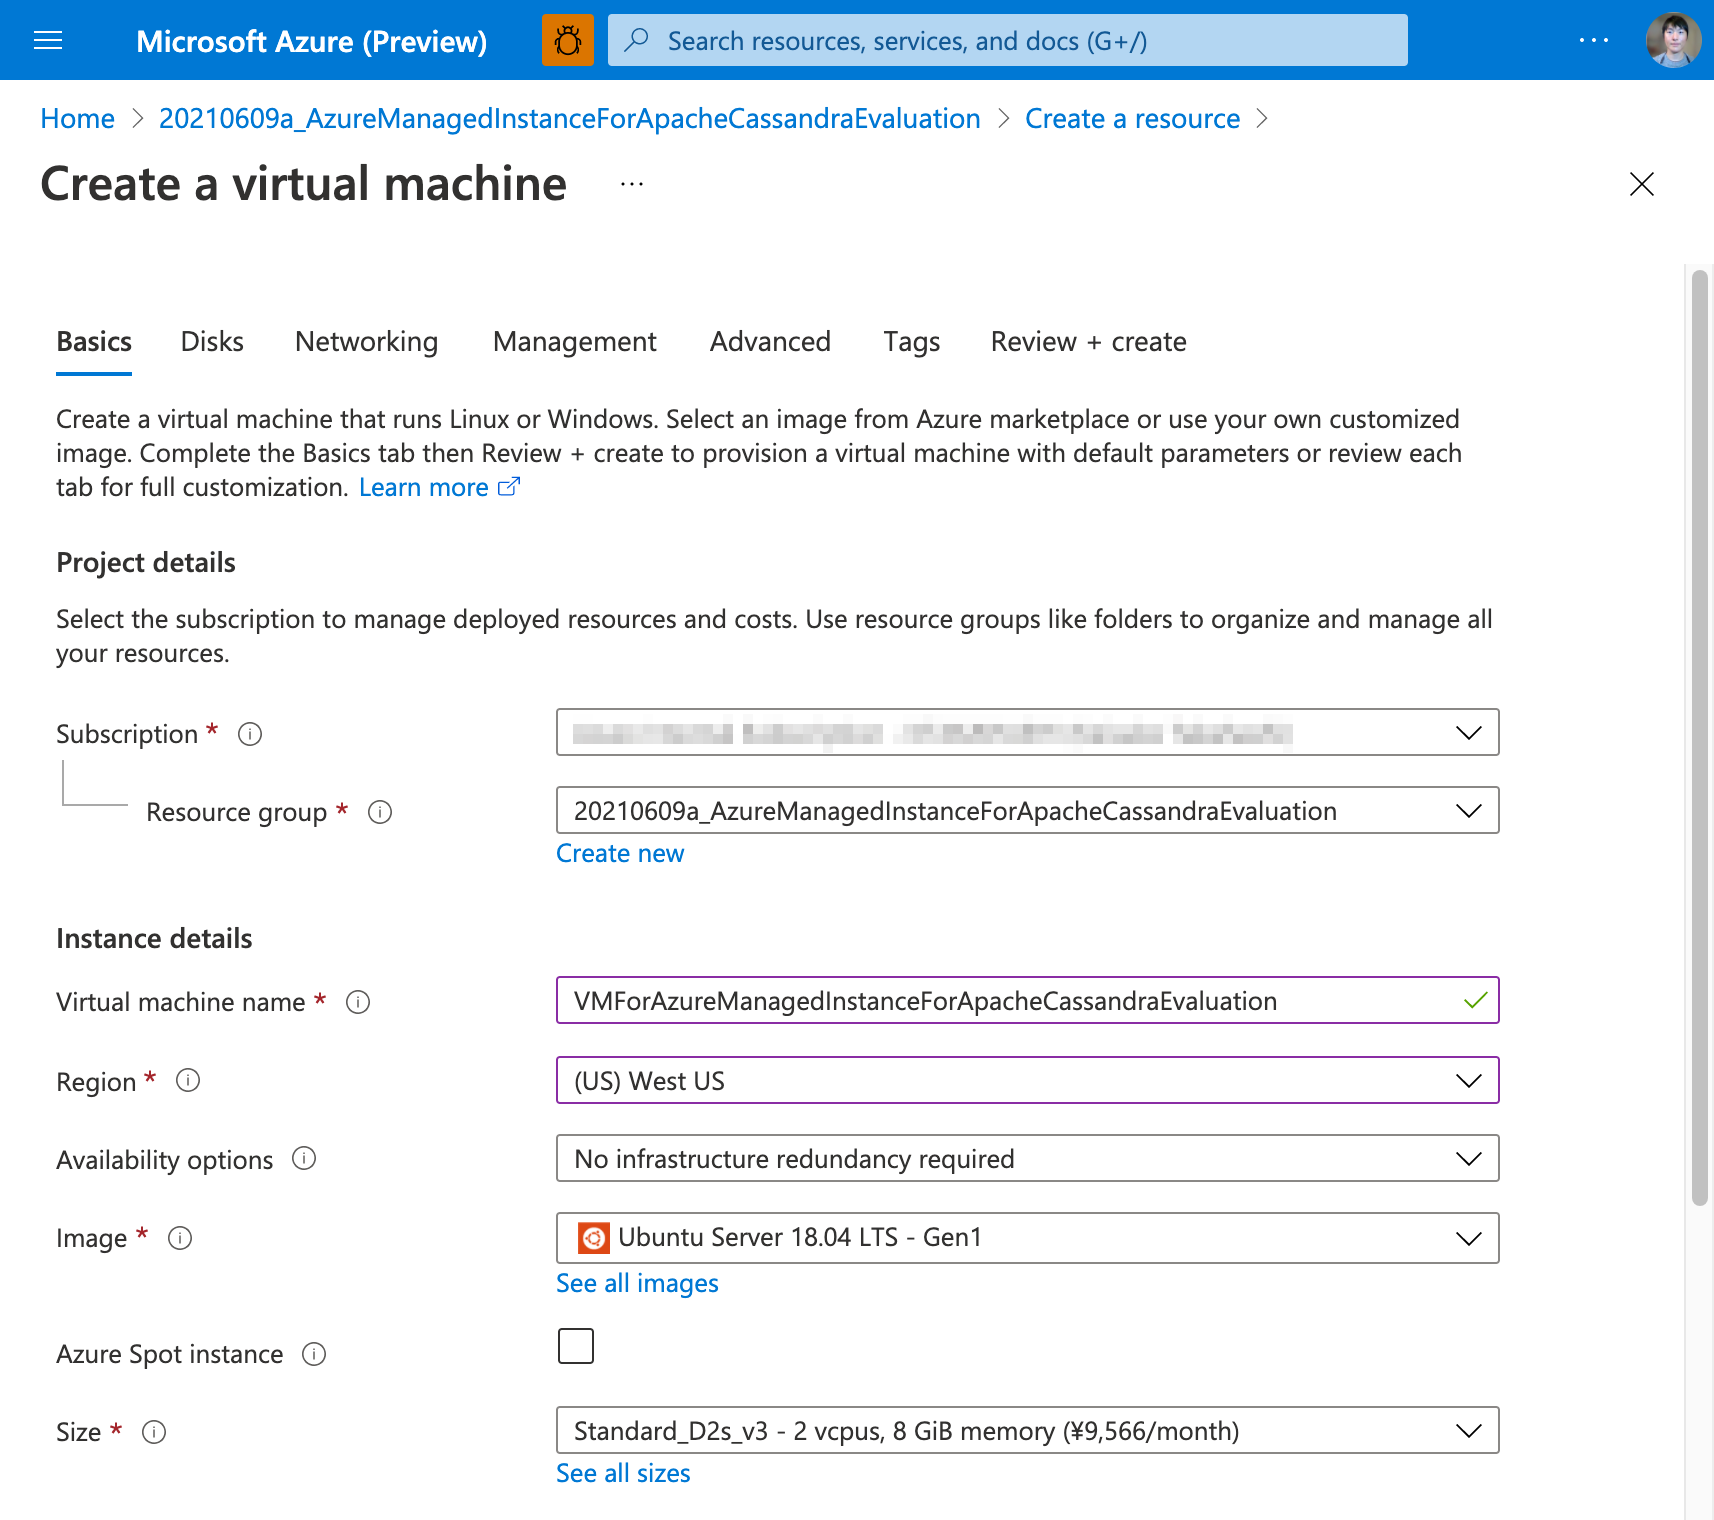 Microsoft Azure (Preview)
Search resources, services, and docs (G+/)
Home > 20210609a_AzureManagedInstanceForApacheCassandraEvaluation > Create a resource >
Create a virtual machine ...
Basics Disks Networking Management Advanced Tags Review + create
Create a virtual machine that runs Linux or Windows. Select an image from Azure marketplace or use your own customized
image. Complete the Basics tab then Review + create to provision a virtual machine with default parameters or review each
tab for full customization. Learn more
Project details
Select the subscription to manage deployed resources and costs. Use resource groups like folders to organize and manage all
your resources.
Subscription *
Resource group * 20210609a_AzureManagedInstanceForApacheCassandraEvaluation
Create new
Instance details
Virtual machine name * VMForAzureManagedInstanceForApacheCassandraEvaluation
Region * (US) West US
Availability options No infrastructure redundancy required
Image * Ubuntu Server 18.04 LTS - Gen1
See all images
Azure Spot instance
Size * Standard_D2s_v3 - 2 vcpus, 8 GiB memory (¥9,566/month)
See all sizes